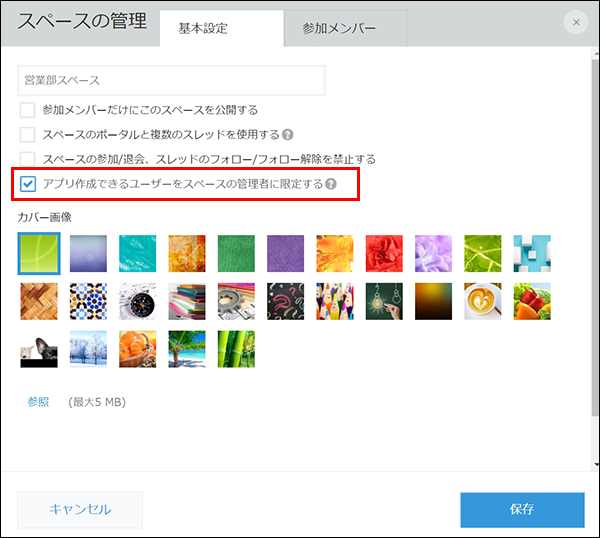 スペースの管理
基本設定
参加メンバー
×
営業部スペース
参加メンバーだけにこのスペースを公開する
スペースのポータルと複数のスレッドを使用する ?
スペースの参加/退会、スレッドのフォロー/フォロー解除を禁止する
アプリ作成できるユーザーをスペースの管理者に限定する ?
カバー画像
参照 (最大5 MB)
キャンセル
保存